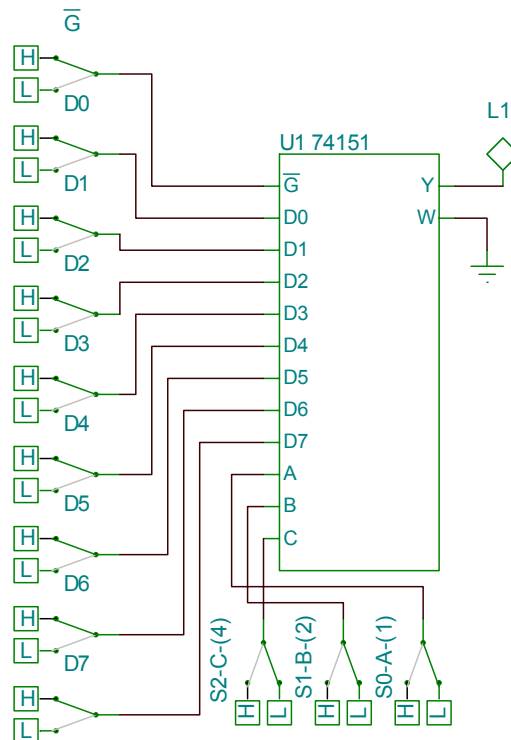 G
H
L
D0
H
L
D1
H
L
D2
H
L
D3
H
L
D4
H
L
D5
H
L
D6
H
L
D7
H
L
U1 74151
G
D0
D1
D2
D3
D4
D5
D6
D7
A
B
C
Y
W
L1
S2-C-(4)
H
L
S1-B-(2)
H
L
S0-A-(1)
H
L